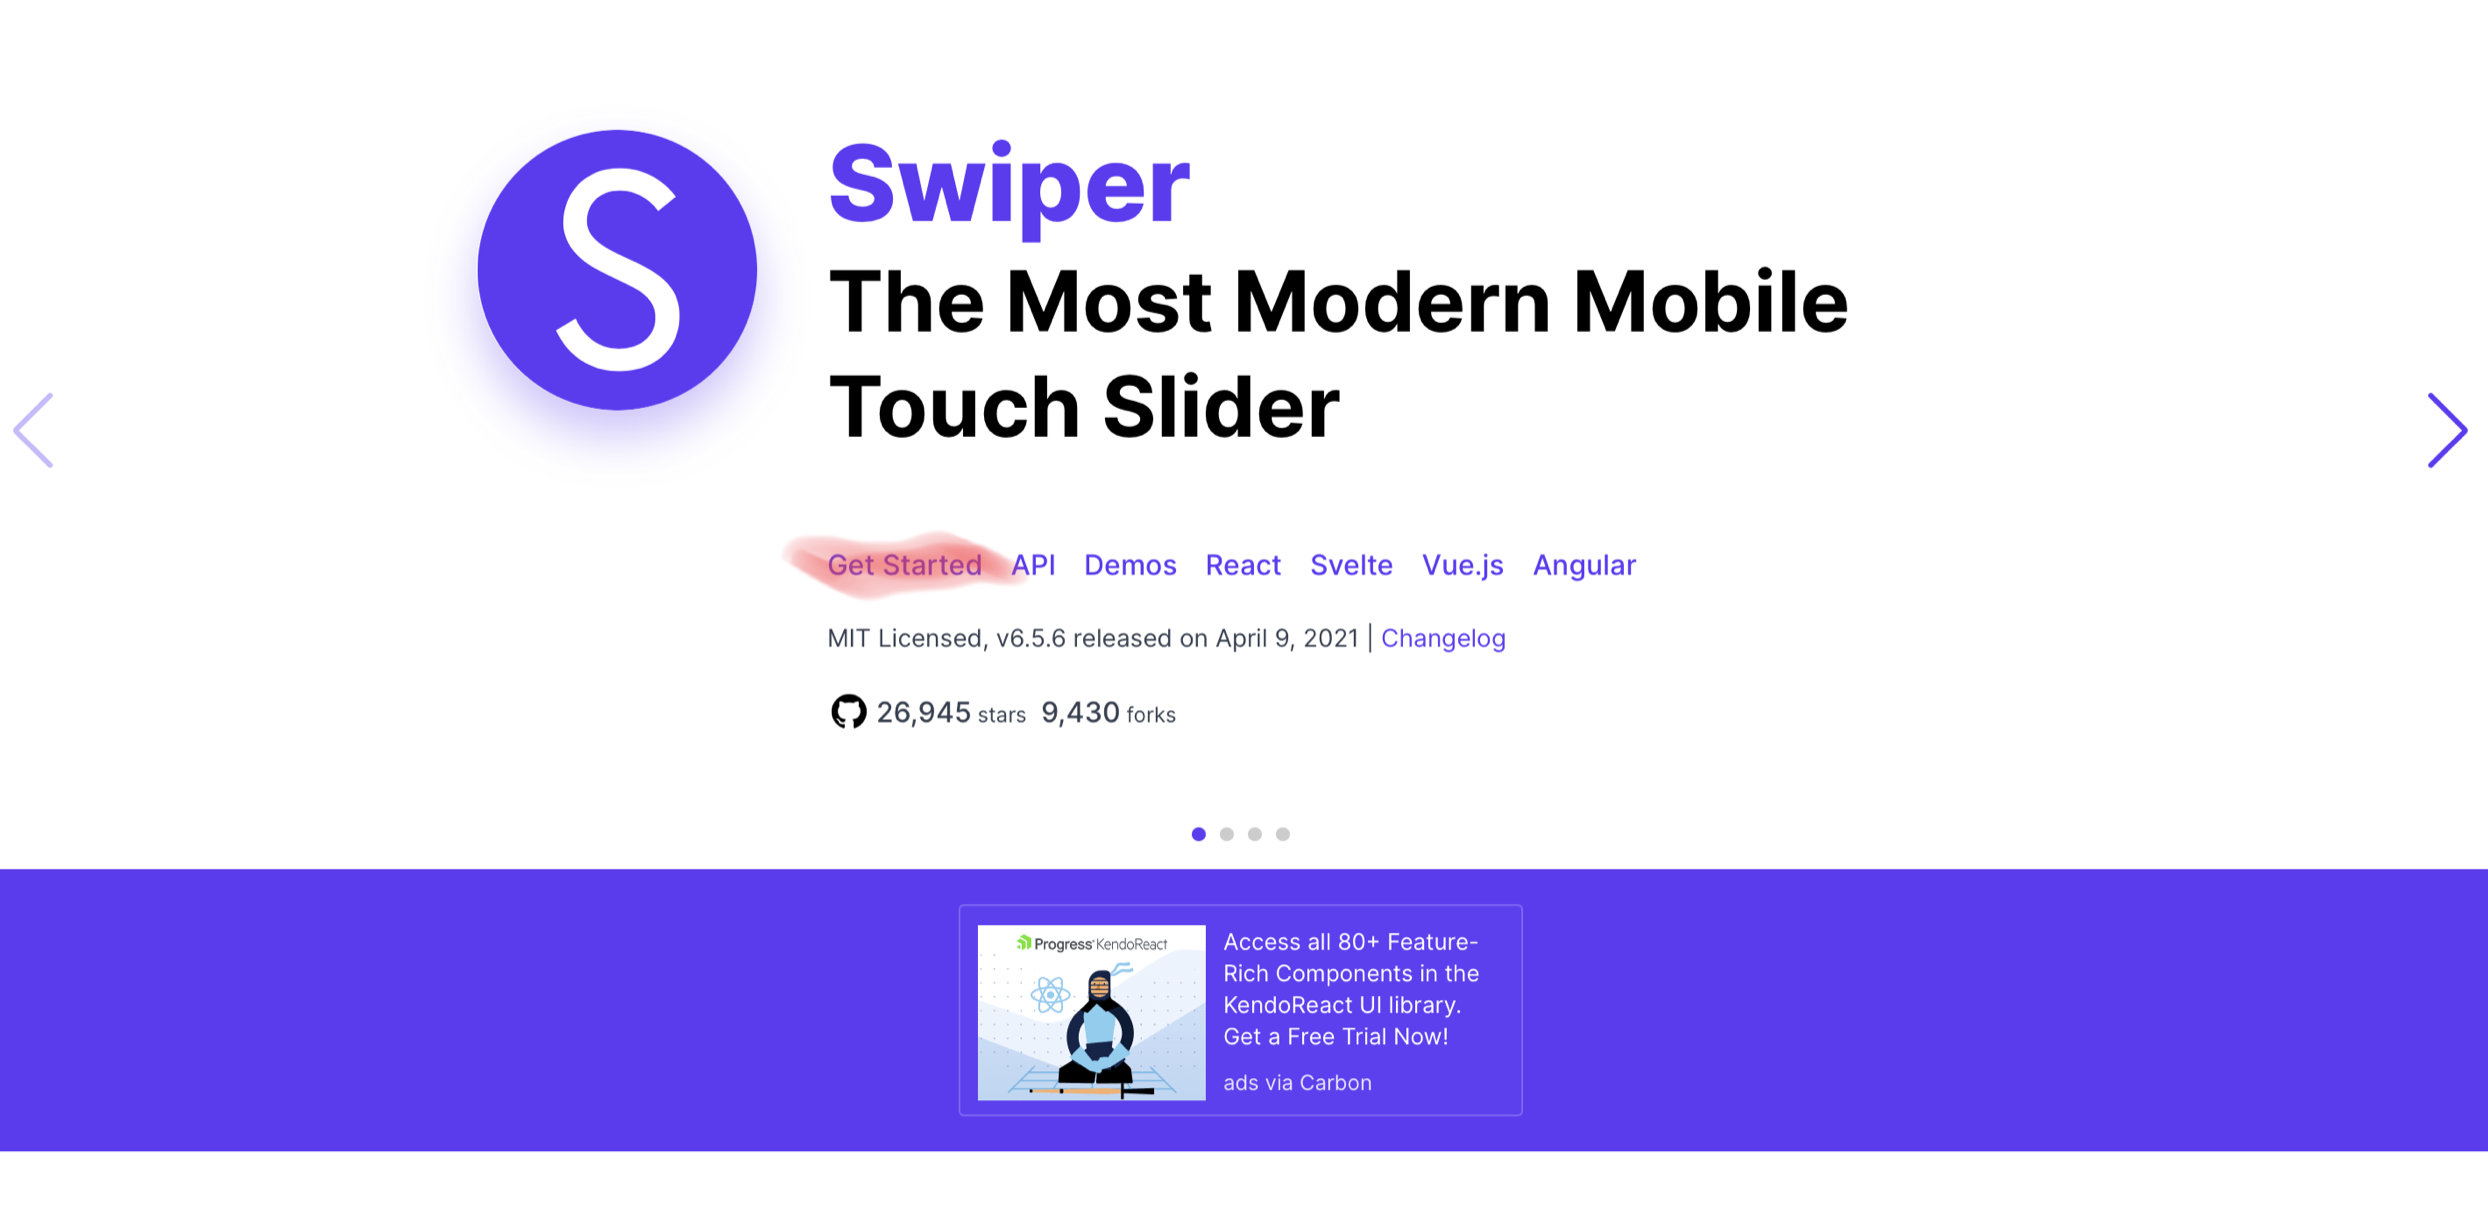 S
Swiper
The Most Modern Mobile
Touch Slider
Get Started API Demos React Svelte Vue.js Angular
MIT Licensed, v6.5.6 released on April 9, 2021 | Changelog
26,945 stars 9,430 forks
Progress KendoReact
Access all 80+ Feature-
Rich Components in the
KendoReact UI library.
Get a Free Trial Now!
ads via Carbon